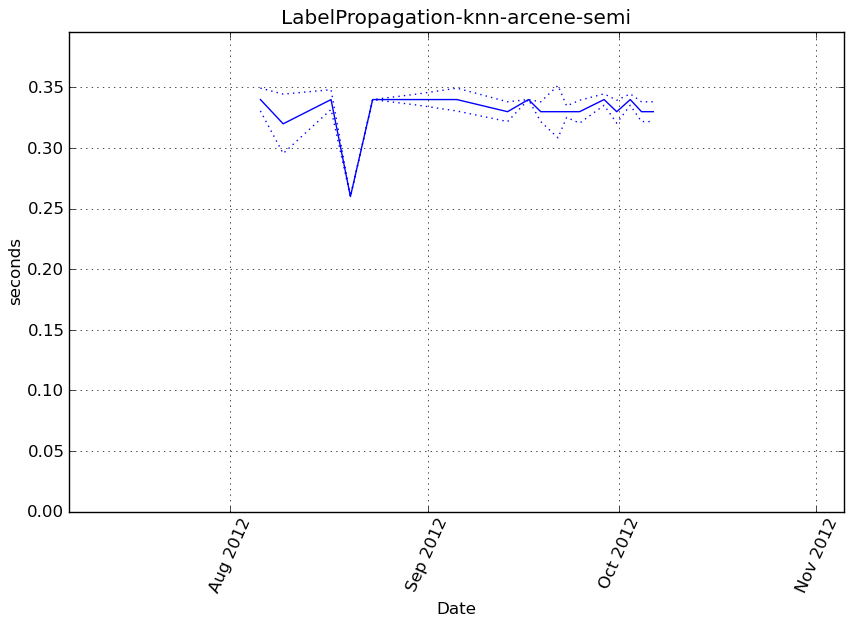 LabelPropagation-knn-arcene-semi
0.35
0.30
0.25
0.20
0.15
0.10
0.05
0.00
seconds
Aug 2012
Sep 2012
Oct 2012
Nov 2012
Date